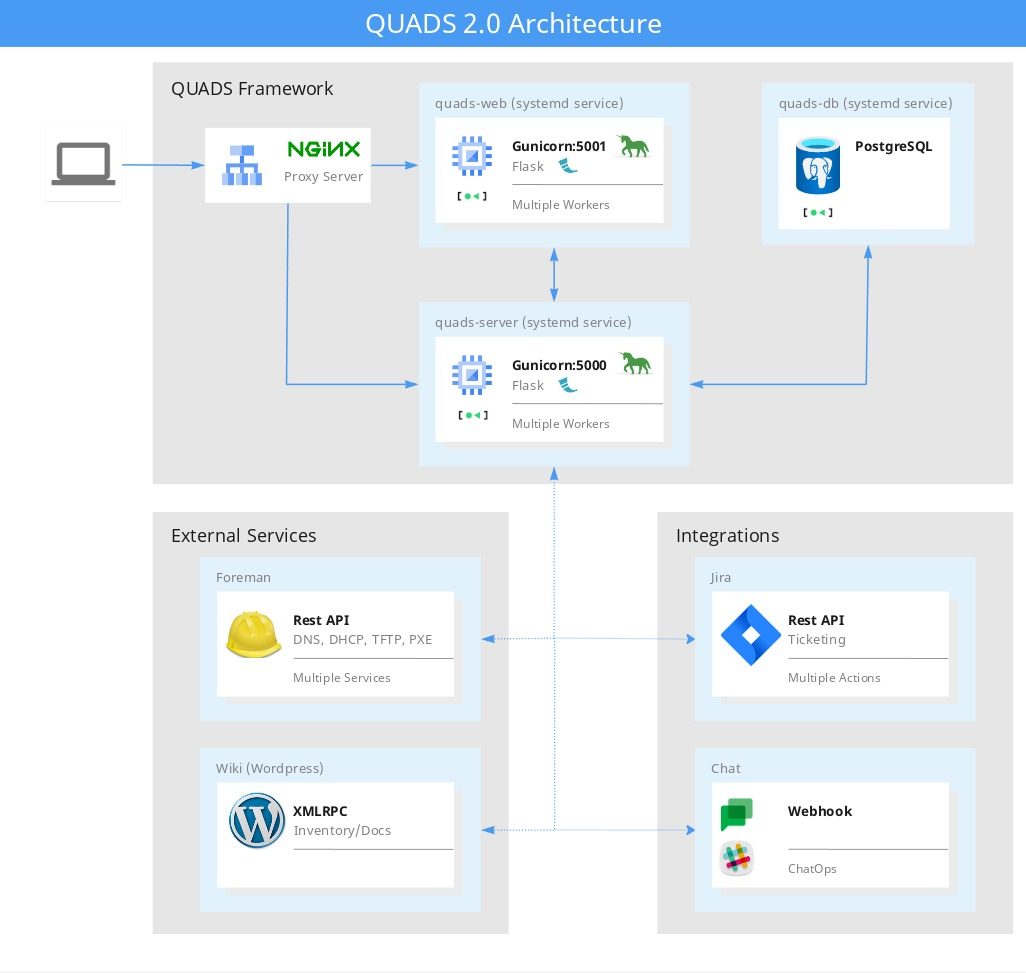 QUADS 2.0 Architecture
QUADS Framework
NGINX
Proxy Server
quads-web (systemd service)
Gunicorn:5001
Flask
Multiple Workers
quads-db (systemd service)
PostgreSQL
quads-server (systemd service)
Gunicorn:5000
Flask
Multiple Workers
External Services
Foreman
Rest API
DNS, DHCP, TFTP, PXE
Multiple Services
Wiki (Wordpress)
XMLRPC
Inventory/Docs
Integrations
Jira
Rest API
Ticketing
Multiple Actions
Chat
Webhook
ChatOps